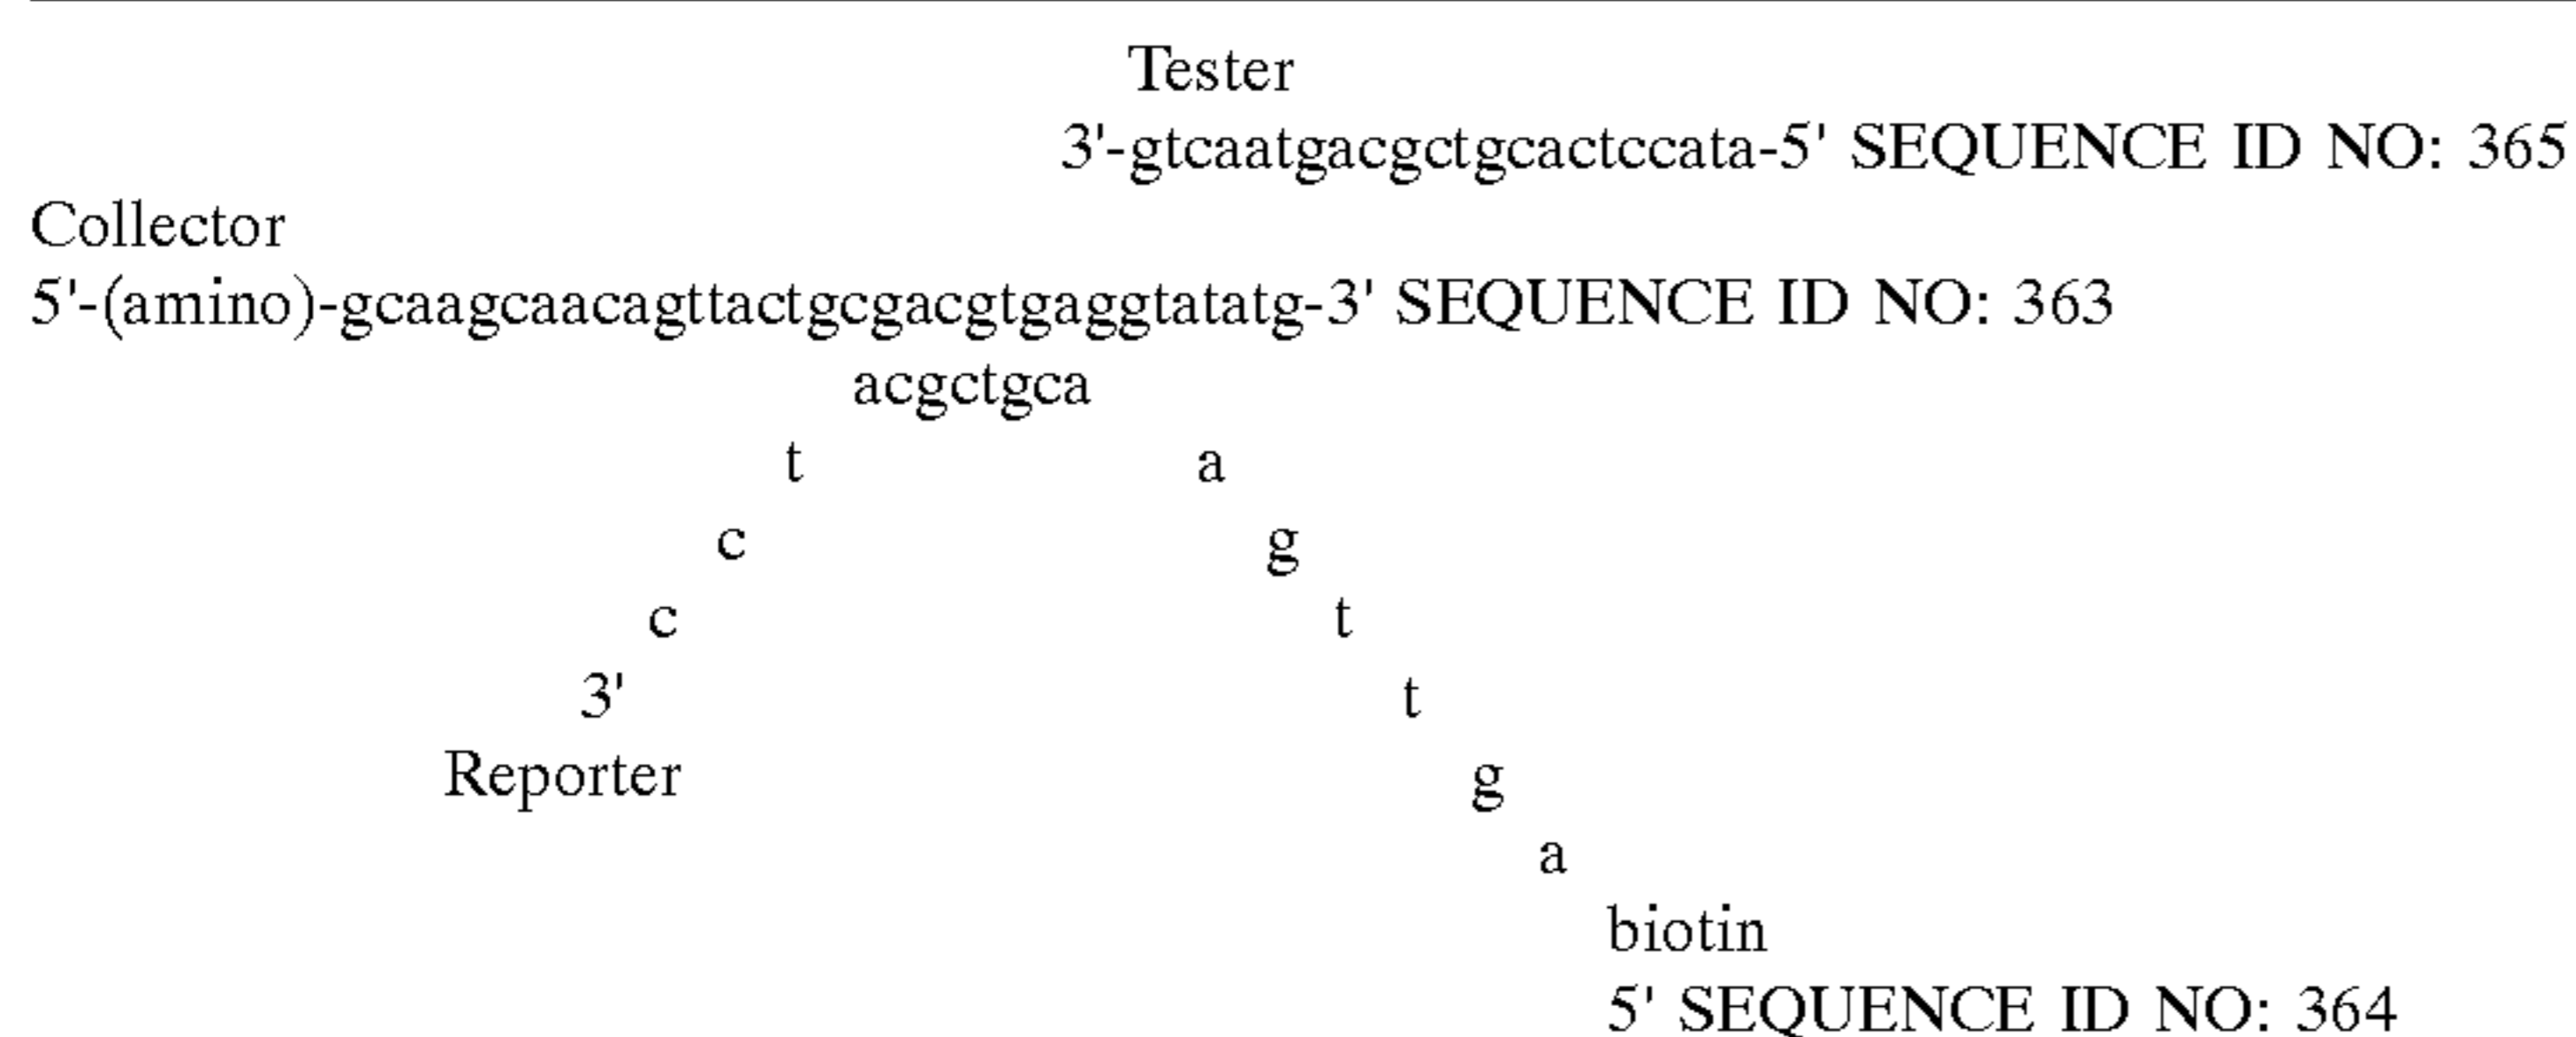 Tester
3'-gtcaatgacgctgcactccata-5' SEQUENCE ID NO: 365
Collector
5'-(amino)-gcaagcaacagttactgcgacgtgaggtatatg-3' SEQUENCE ID NO: 363
acgctgca
t a
c g
c t
3' t
Reporter g
a
biotin
5' SEQUENCE ID NO: 364